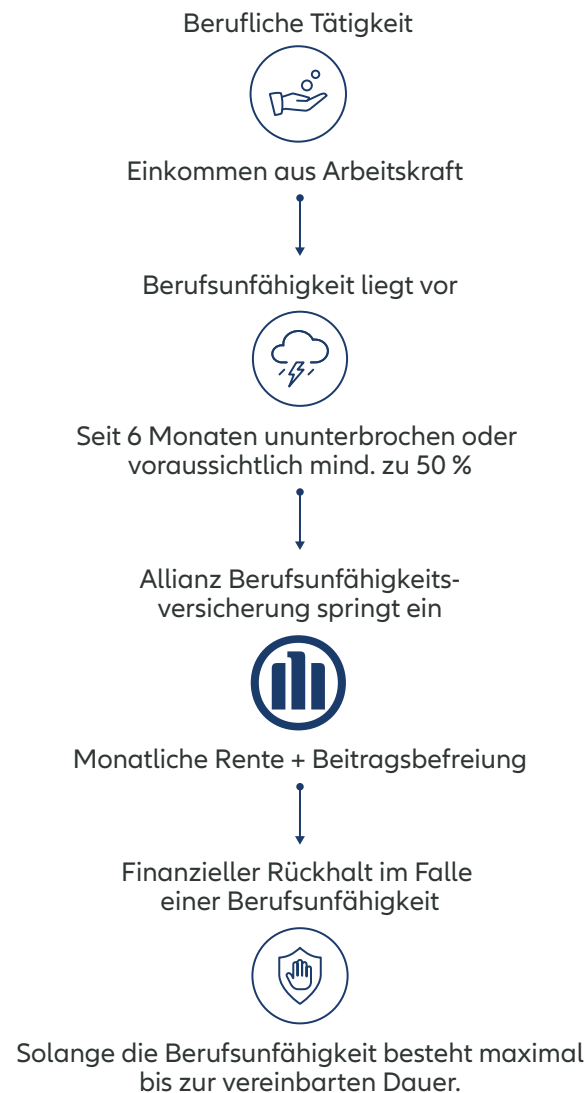 Berufliche Tätigkeit
Einkommen aus Arbeitskraft
Berufsunfähigkeit liegt vor
Seit 6 Monaten ununterbrochen oder
voraussichtlich mind. zu 50 %
Allianz Berufsunfähigkeits-
versicherung springt ein
Monatliche Rente + Beitragsbefreiung
Finanzieller Rückhalt im Falle
einer Berufsunfähigkeit
Solange die Berufsunfähigkeit besteht maximal
bis zur vereinbarten Dauer.